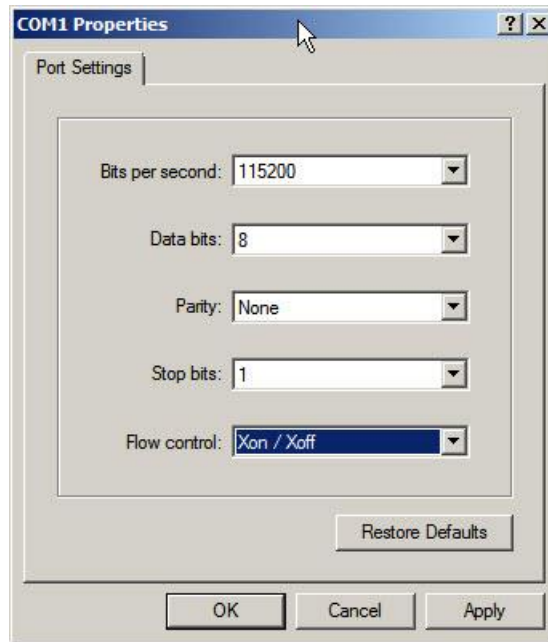 COM1 Properties
Port Settings
Bits per second: 115200
Data bits: 8
Parity: None
Stop bits: 1
Flow control: Xon / Xoff
Restore Defaults
OK Cancel Apply